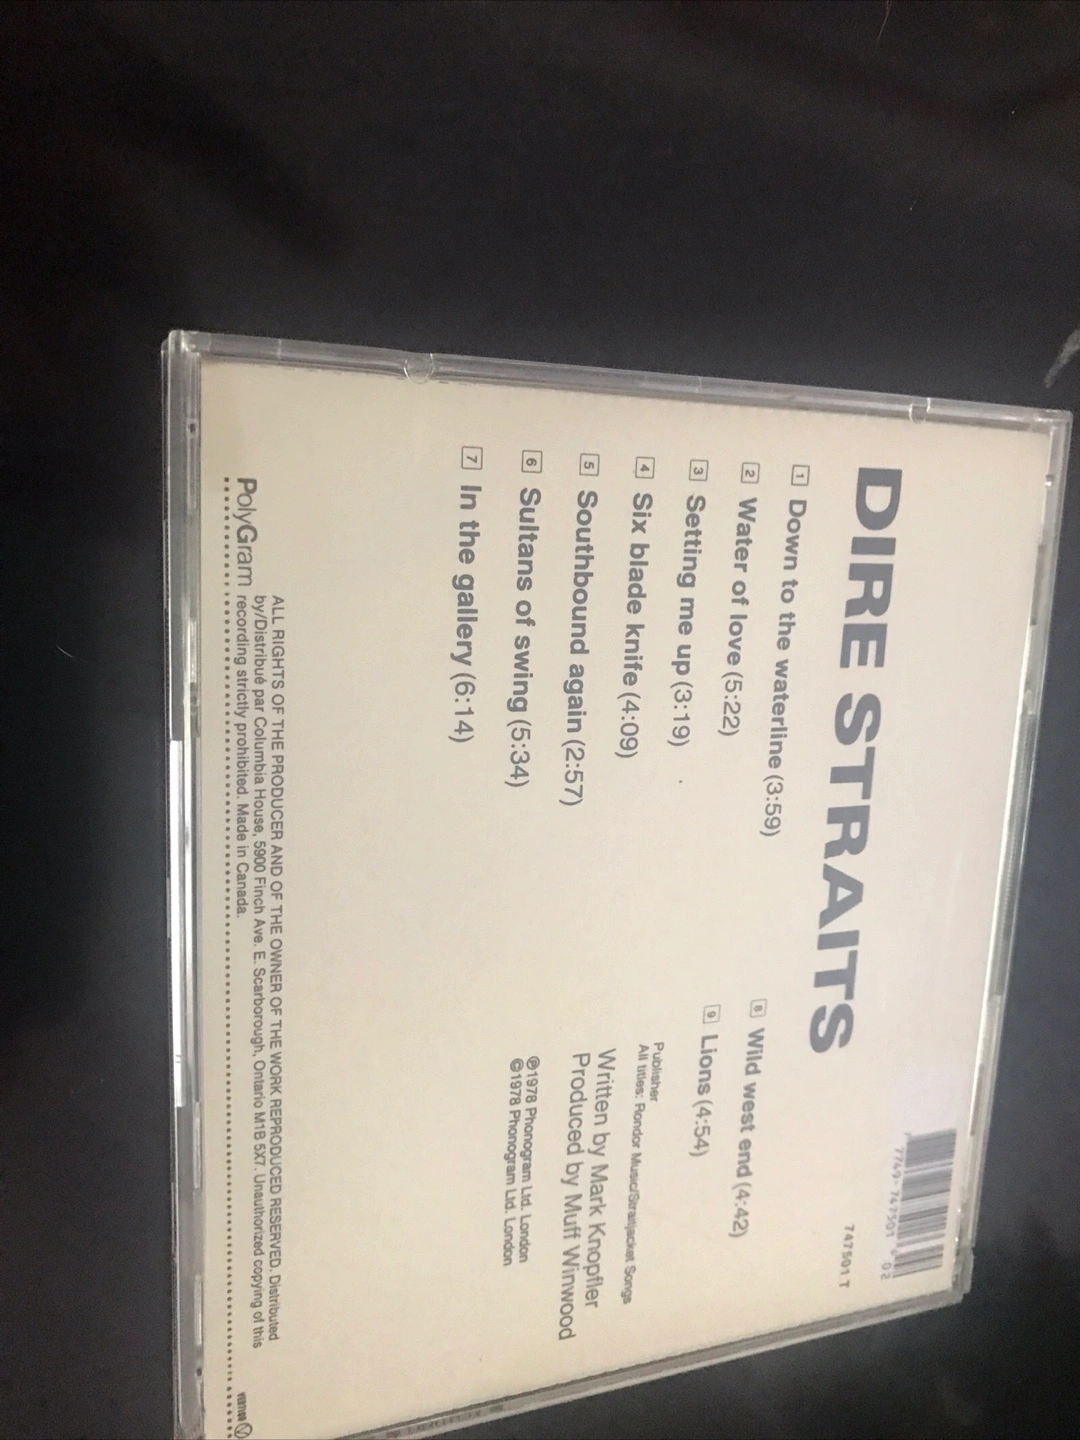 DIRE STRAITS
1 Down to the waterline (3:59)
2 Water of love (5:22)
3 Setting me up (3:19)
4 Six blade knife (4:09)
5 Southbound again (2:57)
6 Sultans of swing (5:34)
7 In the gallery (6:14)
8 Wild west end (4:42)
9 Lions (4:54)
Publisher
All titles: Rondor Music/Straitjacket Songs
Written by Mark Knopfler
Produced by Muff Winwood
℗1978 Phonogram Ltd. London
©1978 Phonogram Ltd. London
7749-747501 02
747501 T
PolyGram
ALL RIGHTS OF THE PRODUCER AND OF THE OWNER OF THE WORK REPRODUCED RESERVED. Distributed
by/Distribué par Columbia House, 5900 Finch Ave. E. Scarborough, Ontario M1B 5X7. Unauthorized copying of this
recording strictly prohibited. Made in Canada.
VERTIGO